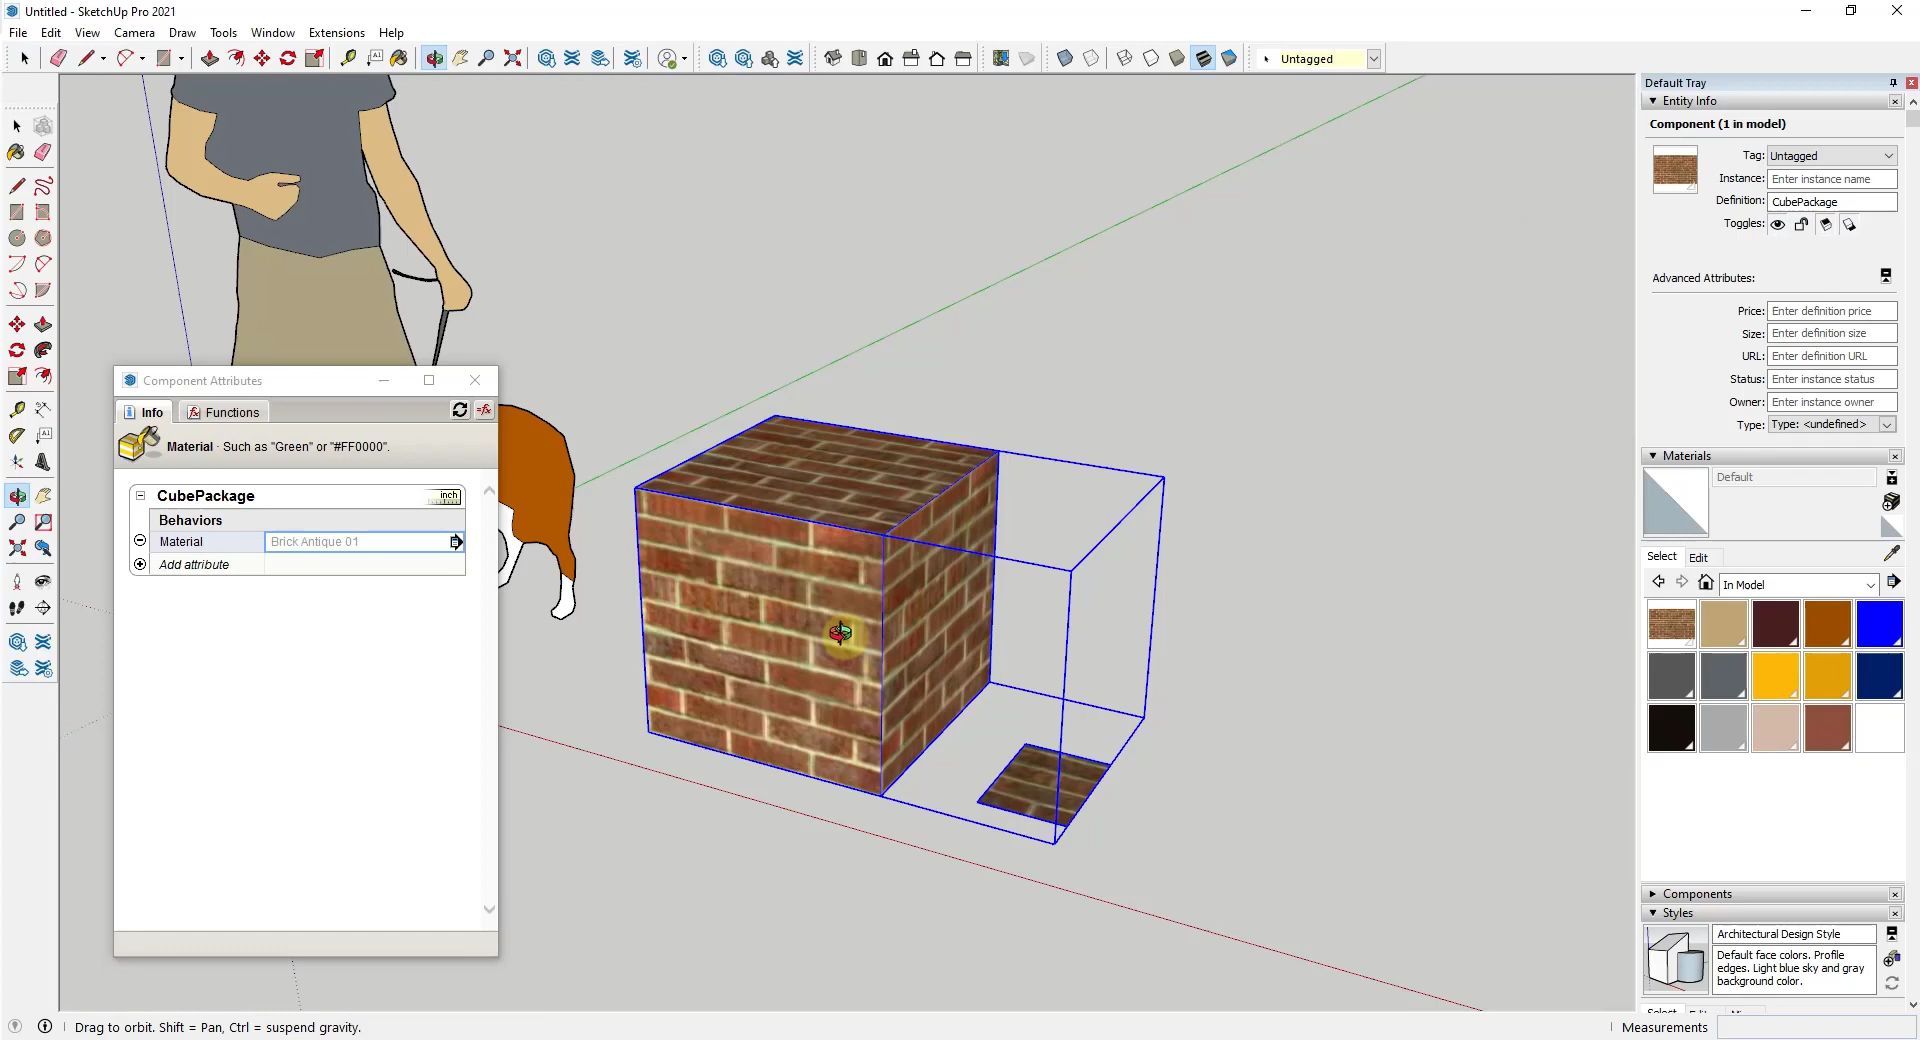 Untitled - SketchUp Pro 2021
File Edit View Camera Draw Tools Window Extensions Help
Untagged
Default Tray
Entity Info
Component (1 in model)
Tag: Untagged
Instance: Enter instance name
Definition: CubePackage
Toggles:
Advanced Attributes:
Price: Enter definition price
Size: Enter definition size
URL: Enter definition URL
Status: Enter instance status
Owner: Enter instance owner
Type: Type: <undefined>
Materials
Default
Select Edit
In Model
Components
Styles
Architectural Design Style
Default face colors. Profile
edges. Light blue sky and gray
background color.
Component Attributes
Info Functions
Material · Such as "Green" or "#FF0000".
CubePackage inch
Behaviors
Material Brick Antique 01
Add attribute
Drag to orbit. Shift = Pan, Ctrl = suspend gravity.
Measurements